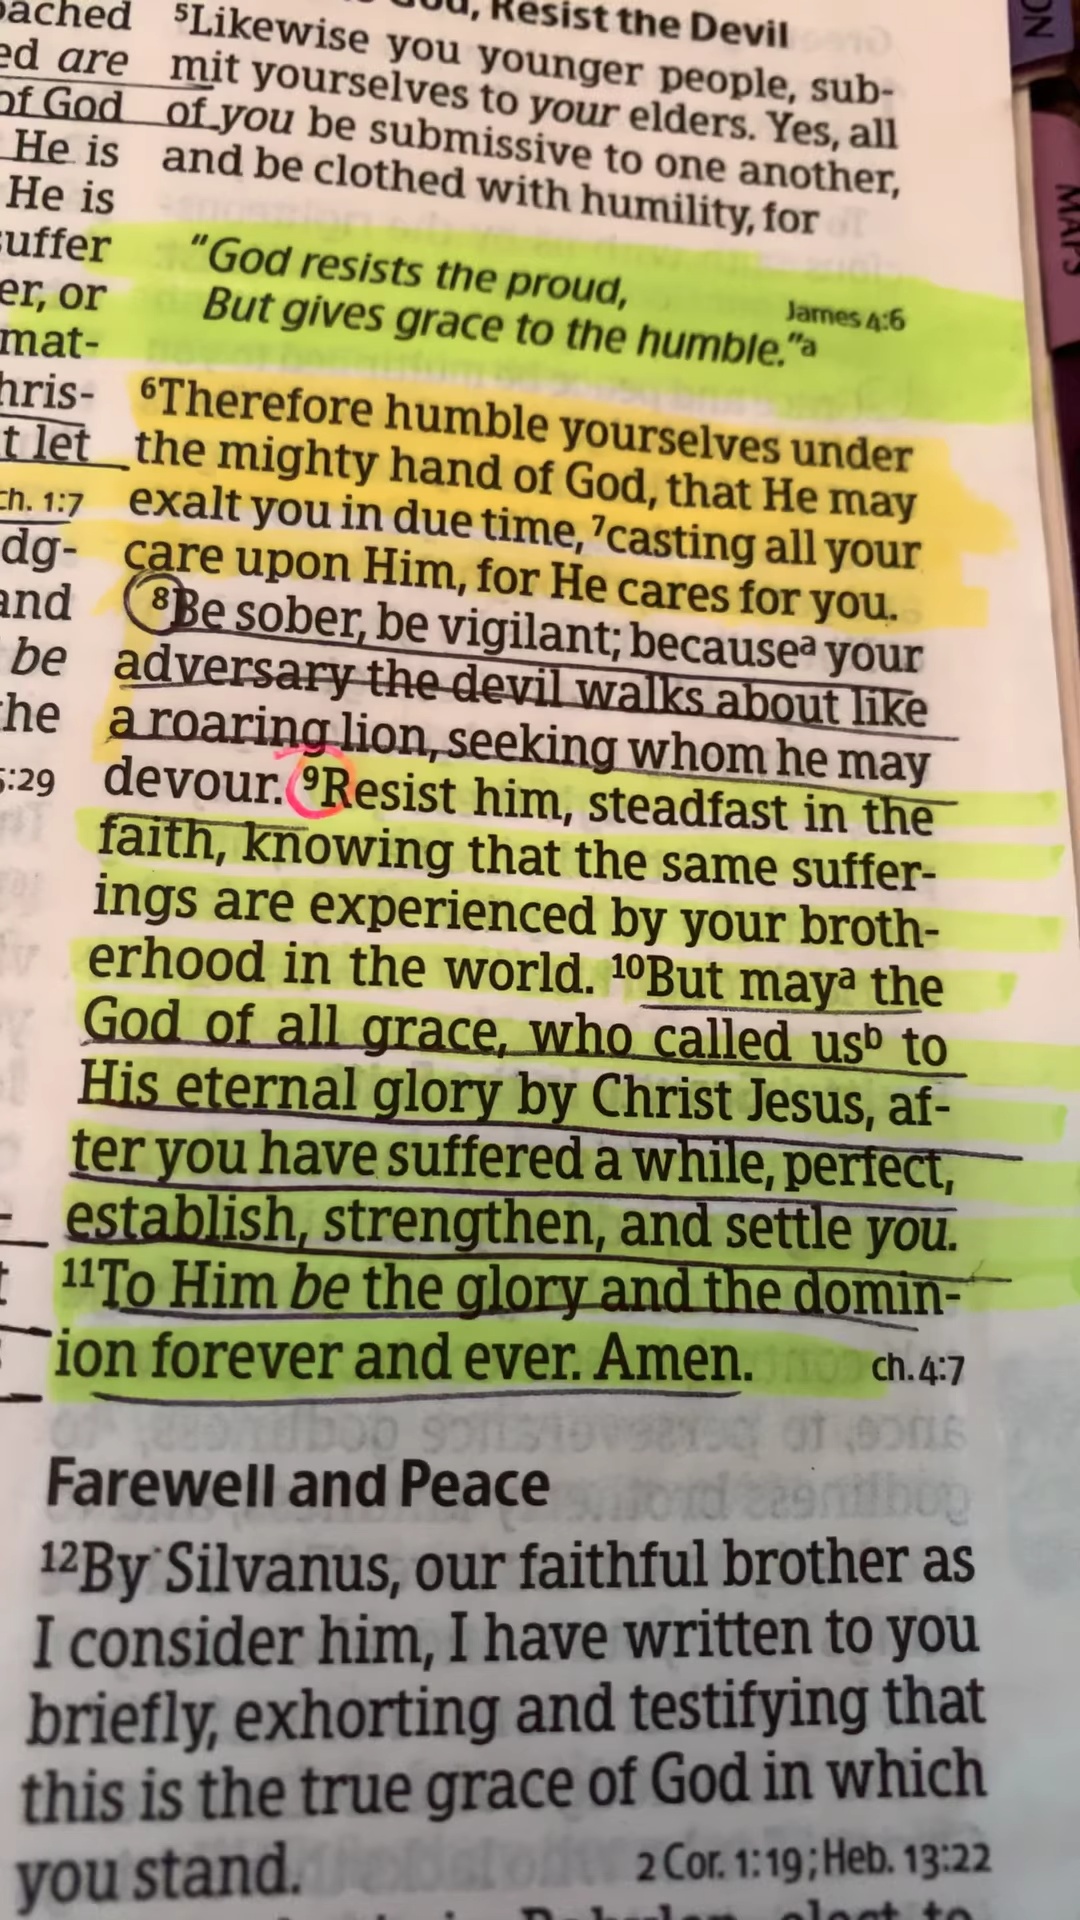 ached
ed are
of God
He is
He is
suffer
er, or
mat-
hris-
t let
ch. 1:7
dg-
and
be
he
5:29
God, Resist the Devil
⁵Likewise you younger people, sub-
mit yourselves to your elders. Yes, all
of you be submissive to one another,
and be clothed with humility, for
"God resists the proud,
But gives grace to the humble."ᵃ
James 4:6
⁶Therefore humble yourselves under
the mighty hand of God, that He may
exalt you in due time, ⁷casting all your
care upon Him, for He cares for you.
⁸Be sober, be vigilant; becauseᵃ your
adversary the devil walks about like
a roaring lion, seeking whom he may
devour. ⁹Resist him, steadfast in the
faith, knowing that the same suffer-
ings are experienced by your broth-
erhood in the world. ¹⁰But mayᵃ the
God of all grace, who called usᵇ to
His eternal glory by Christ Jesus, af-
ter you have suffered a while, perfect,
establish, strengthen, and settle you.
¹¹To Him be the glory and the domin-
ion forever and ever. Amen. ch. 4:7
Farewell and Peace
¹²By Silvanus, our faithful brother as
I consider him, I have written to you
briefly, exhorting and testifying that
this is the true grace of God in which
you stand. 2 Cor. 1:19; Heb. 13:22
elect to
ON
MAPS